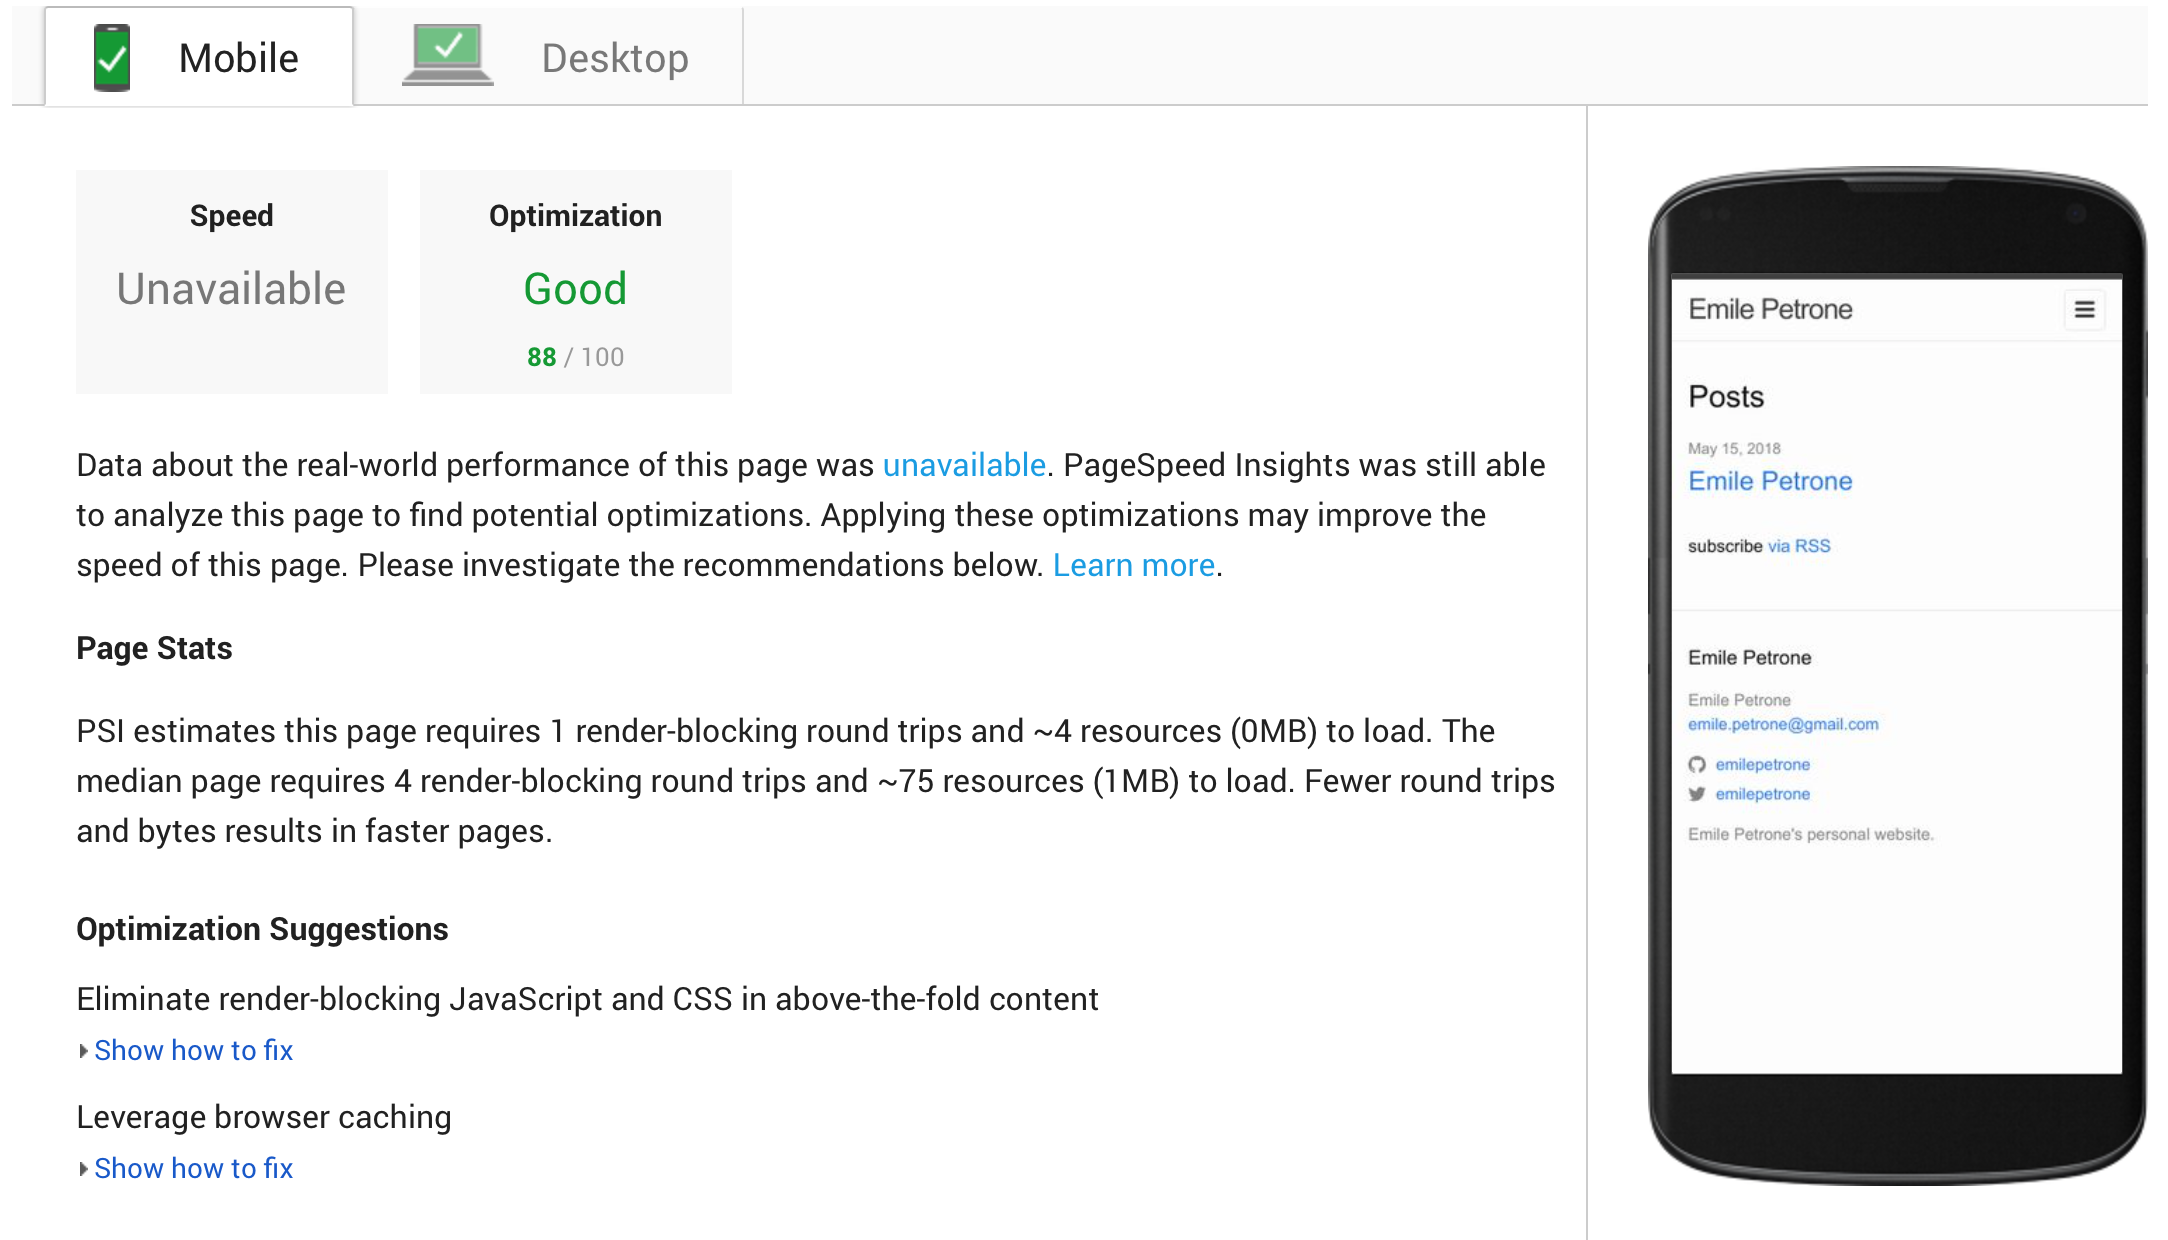 Mobile
Desktop
Speed
Unavailable
Optimization
Good
88 / 100
Data about the real-world performance of this page was unavailable. PageSpeed Insights was still able
to analyze this page to find potential optimizations. Applying these optimizations may improve the
speed of this page. Please investigate the recommendations below. Learn more.
Page Stats
PSI estimates this page requires 1 render-blocking round trips and ~4 resources (0MB) to load. The
median page requires 4 render-blocking round trips and ~75 resources (1MB) to load. Fewer round trips
and bytes results in faster pages.
Optimization Suggestions
Eliminate render-blocking JavaScript and CSS in above-the-fold content
Show how to fix
Leverage browser caching
Show how to fix
Emile Petrone
Posts
May 15, 2018
Emile Petrone
subscribe via RSS
Emile Petrone
Emile Petrone
emile.petrone@gmail.com
emilepetrone
emilepetrone
Emile Petrone's personal website.